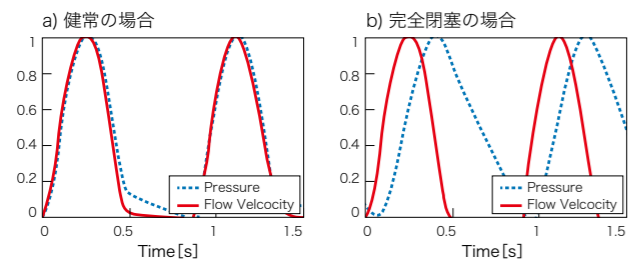 a) 健常の場合
1
0.8
0.6
0.4
0.2
0
0.5
1
1.5
Pressure
Flow Velcocity
Time[s]
b) 完全閉塞の場合
1
0.8
0.6
0.4
0.2
0
0
0.5
1
1.5
Pressure
Flow Velcocity
Time[s]